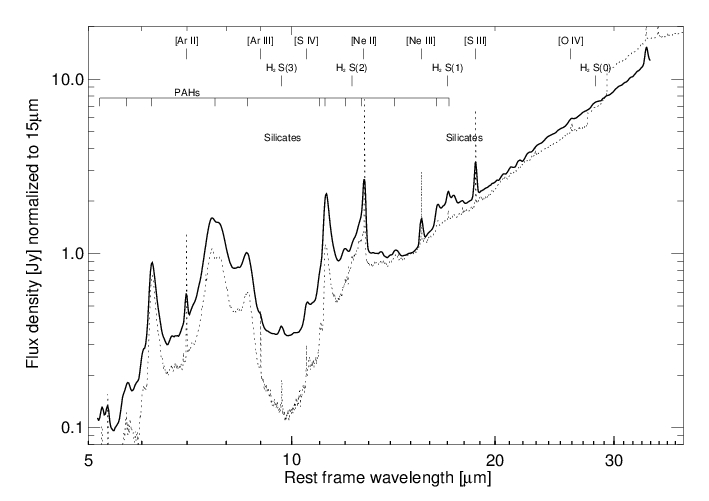 [Ar II] [Ar III] [S IV] [Ne II] [Ne III] [S III] [O IV]
H₂ S(3) H₂ S(2) H₂ S(1) H₂ S(0)
PAHs
Silicates Silicates
10.0
1.0
0.1
Flux density [Jy] normalized to 15μm
5 10 20 30
Rest frame wavelength [μm]